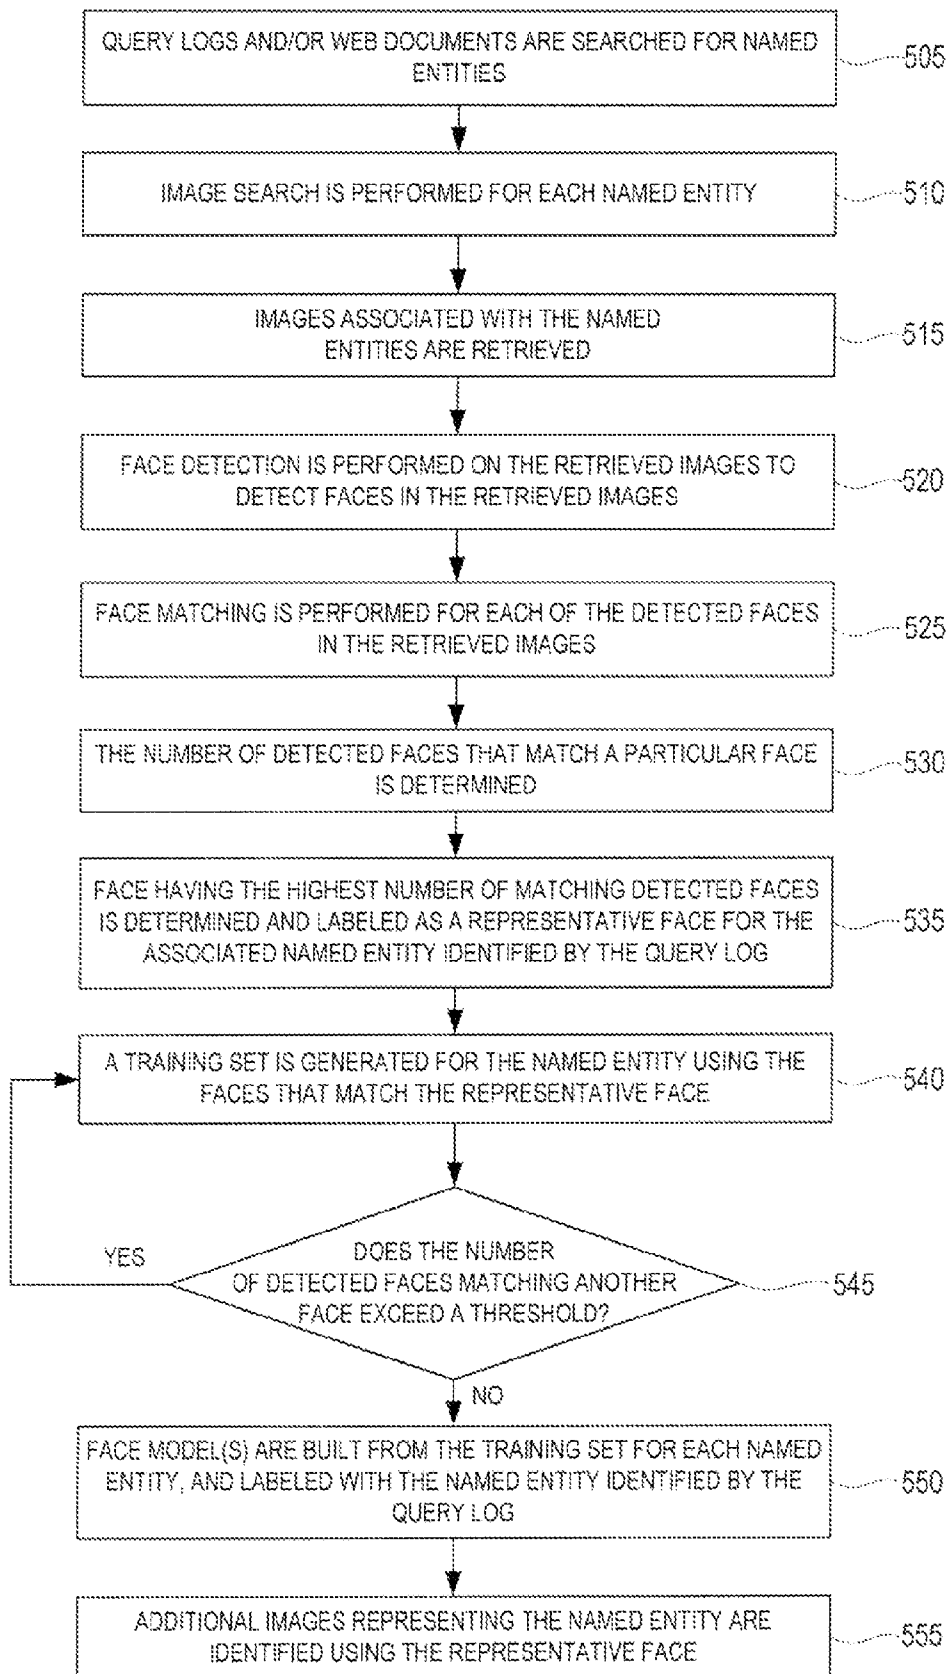 QUERY LOGS AND/OR WEB DOCUMENTS ARE SEARCHED FOR NAMED
ENTITIES
505
IMAGE SEARCH IS PERFORMED FOR EACH NAMED ENTITY
510
IMAGES ASSOCIATED WITH THE NAMED
ENTITIES ARE RETRIEVED
515
FACE DETECTION IS PERFORMED ON THE RETRIEVED IMAGES TO
DETECT FACES IN THE RETRIEVED IMAGES
520
FACE MATCHING IS PERFORMED FOR EACH OF THE DETECTED FACES
IN THE RETRIEVED IMAGES
525
THE NUMBER OF DETECTED FACES THAT MATCH A PARTICULAR FACE
IS DETERMINED
530
FACE HAVING THE HIGHEST NUMBER OF MATCHING DETECTED FACES
IS DETERMINED AND LABELED AS A REPRESENTATIVE FACE FOR THE
ASSOCIATED NAMED ENTITY IDENTIFIED BY THE QUERY LOG
535
A TRAINING SET IS GENERATED FOR THE NAMED ENTITY USING THE
FACES THAT MATCH THE REPRESENTATIVE FACE
540
YES
DOES THE NUMBER
OF DETECTED FACES MATCHING ANOTHER
FACE EXCEED A THRESHOLD?
545
NO
FACE MODEL(S) ARE BUILT FROM THE TRAINING SET FOR EACH NAMED
ENTITY, AND LABELED WITH THE NAMED ENTITY IDENTIFIED BY THE
QUERY LOG
550
ADDITIONAL IMAGES REPRESENTING THE NAMED ENTITY ARE
IDENTIFIED USING THE REPRESENTATIVE FACE
555